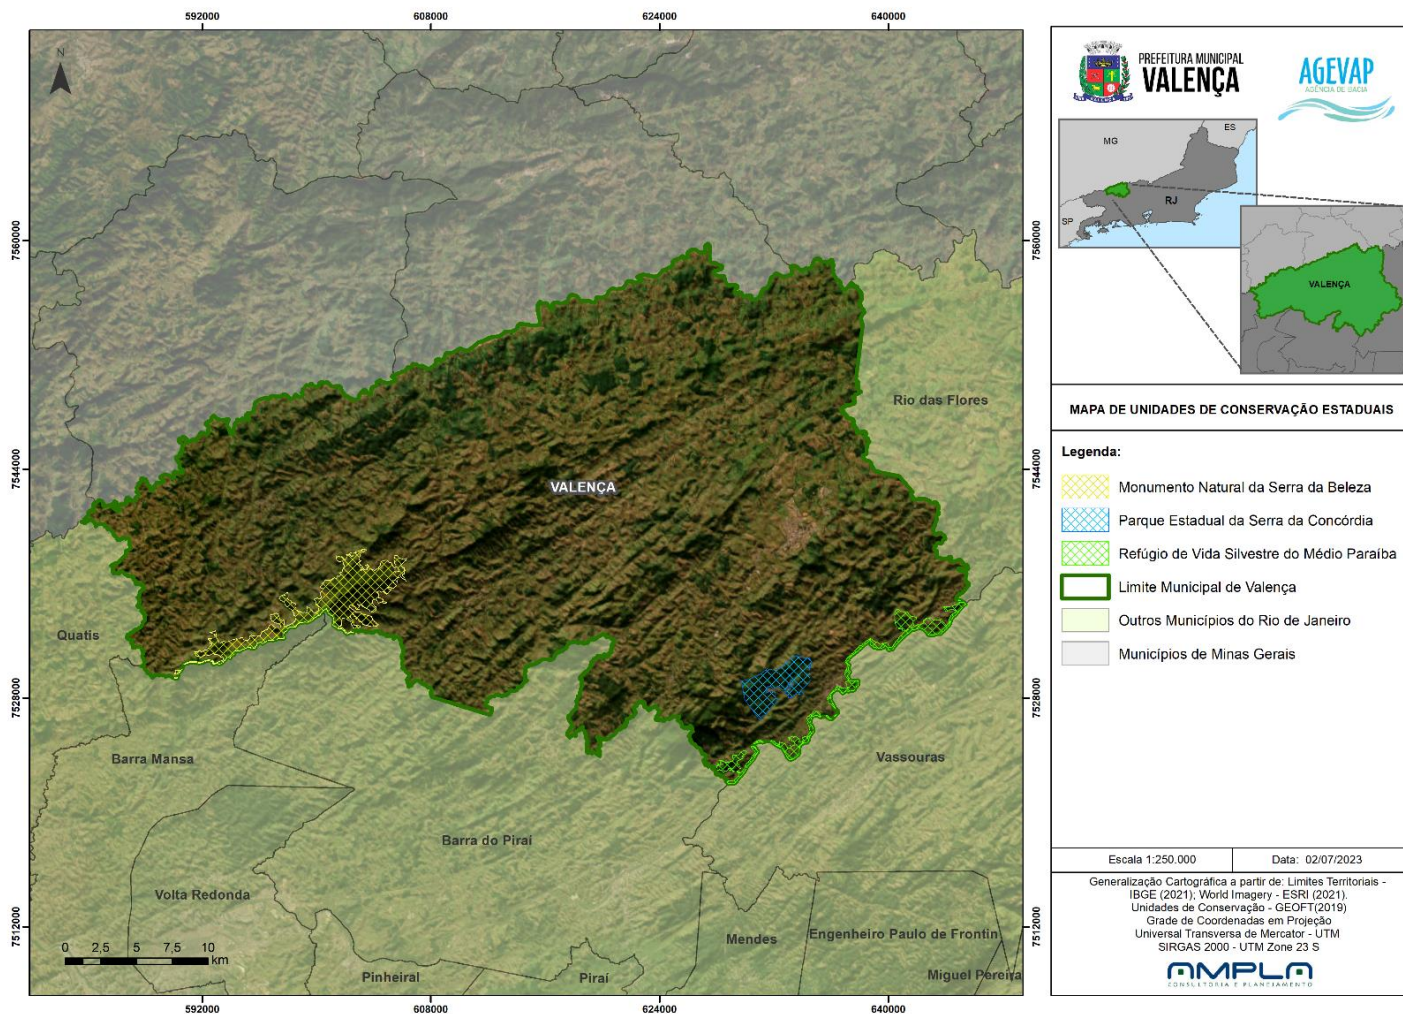 592000
608000
624000
640000
N
7560000
7560000
Rio das Flores
7544000
7544000
VALENÇA
Quatis
7528000
7528000
Barra Mansa
Vassouras
Barra do Piraí
Volta Redonda
7512000
7512000
Mendes
Engenheiro Paulo de Frontin
Pinheiral
Piraí
Miguel Pereira
0 2,5 5 7,5 10
km
592000
608000
624000
640000
PREFEITURA MUNICIPAL
VALENÇA
AGEVAP
AGÊNCIA DE BACIA
MG
ES
RJ
SP
VALENÇA
MAPA DE UNIDADES DE CONSERVAÇÃO ESTADUAIS
Legenda:
Monumento Natural da Serra da Beleza
Parque Estadual da Serra da Concórdia
Refúgio de Vida Silvestre do Médio Paraíba
Limite Municipal de Valença
Outros Municípios do Rio de Janeiro
Municípios de Minas Gerais
Escala 1:250.000
Data: 02/07/2023
Generalização Cartográfica a partir de: Limites Territoriais -
IBGE (2021); World Imagery - ESRI (2021).
Unidades de Conservação - GEOFT(2019)
Grade de Coordenadas em Projeção
Universal Transversa de Mercator - UTM
SIRGAS 2000 - UTM Zone 23 S
AMPLA
CONSULTORIA E PLANEJAMENTO